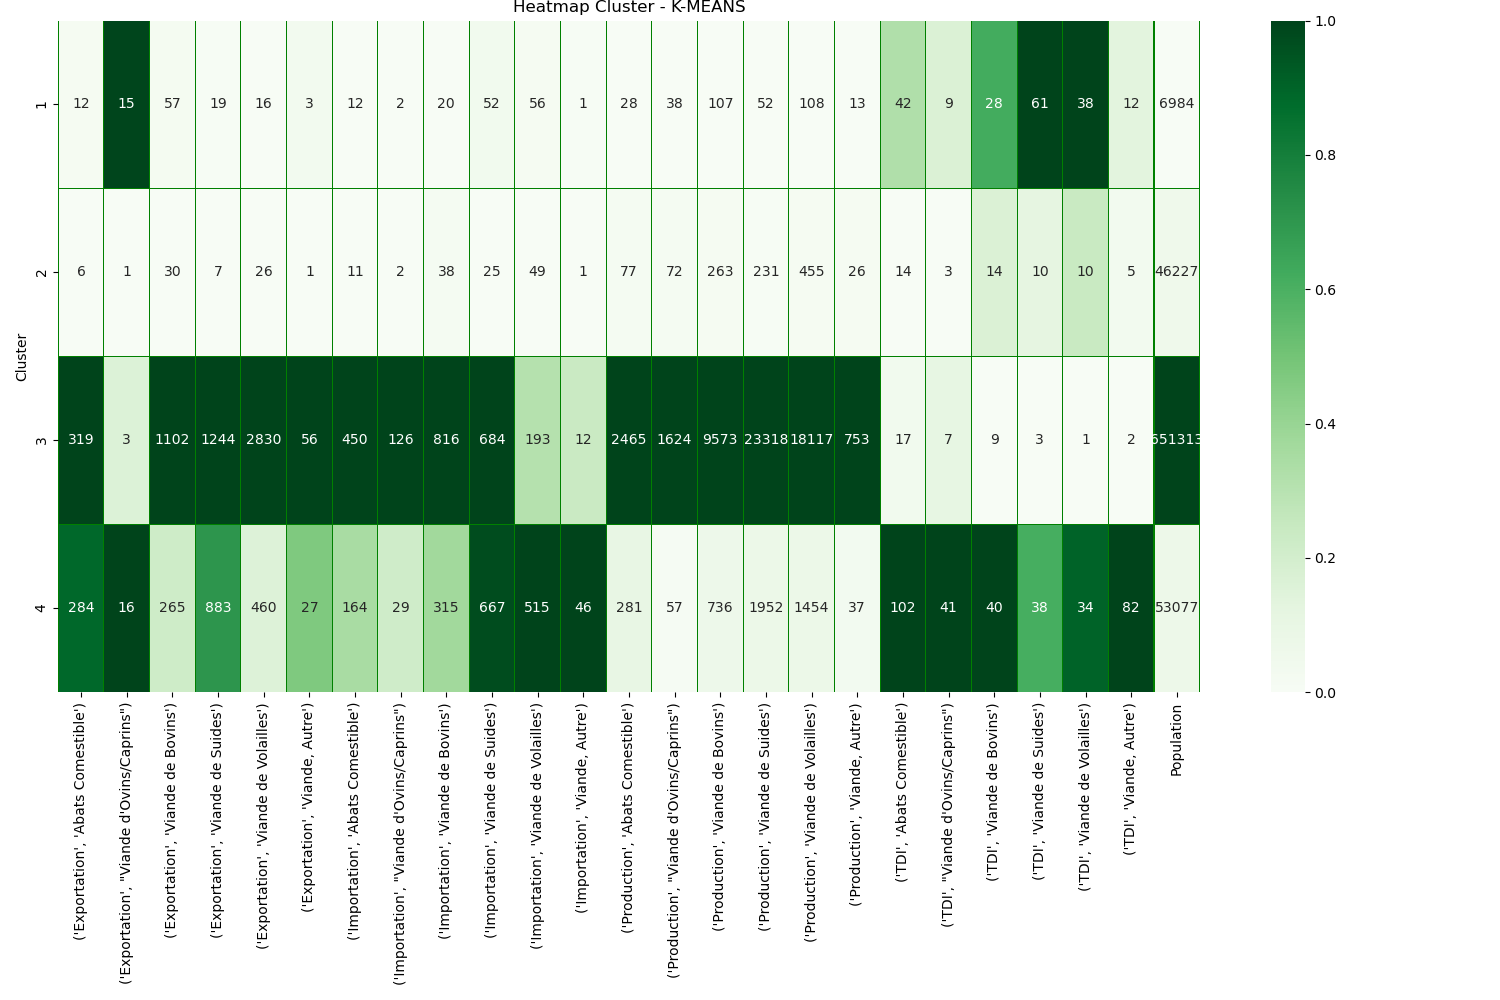 Heatmap Cluster - K-MEANS
Cluster
1
12 15 57 19 16 3 12 2 20 52 56 1 28 38 107 52 108 13 42 9 28 61 38 12 6984
2
6 1 30 7 26 1 11 2 38 25 49 1 77 72 263 231 455 26 14 3 14 10 10 5 46227
3
319 3 1102 1244 2830 56 450 126 816 684 193 12 2465 1624 9573 23318 18117 753 17 7 9 3 1 2 551313
4
284 16 265 883 460 27 164 29 315 667 515 46 281 57 736 1952 1454 37 102 41 40 38 34 82 53077
('Exportation', 'Abats Comestible')
('Exportation', "Viande d'Ovins/Caprins")
('Exportation', 'Viande de Bovins')
('Exportation', 'Viande de Suides')
('Exportation', 'Viande de Volailles')
('Exportation', 'Viande, Autre')
('Importation', 'Abats Comestible')
('Importation', "Viande d'Ovins/Caprins")
('Importation', 'Viande de Bovins')
('Importation', 'Viande de Suides')
('Importation', 'Viande de Volailles')
('Importation', 'Viande, Autre')
('Production', 'Abats Comestible')
('Production', "Viande d'Ovins/Caprins")
('Production', 'Viande de Bovins')
('Production', 'Viande de Suides')
('Production', 'Viande de Volailles')
('Production', 'Viande, Autre')
('TDI', 'Abats Comestible')
('TDI', "Viande d'Ovins/Caprins")
('TDI', 'Viande de Bovins')
('TDI', 'Viande de Suides')
('TDI', 'Viande de Volailles')
('TDI', 'Viande, Autre')
Population
1.0
0.8
0.6
0.4
0.2
0.0